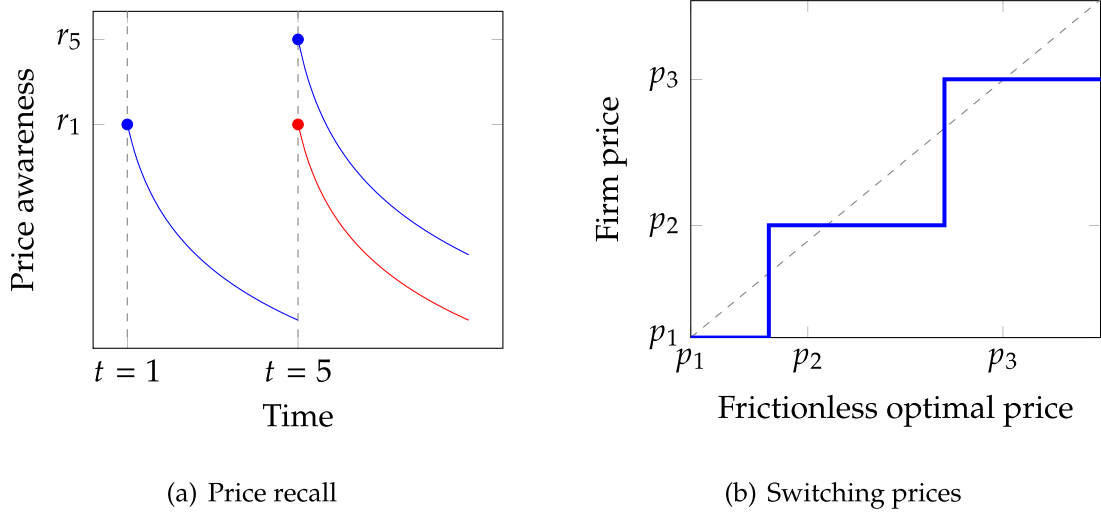 r5
r1
Price awareness
t = 1
t = 5
Time
(a) Price recall
p3
p2
p1
Firm price
p1
p2
p3
Frictionless optimal price
(b) Switching prices